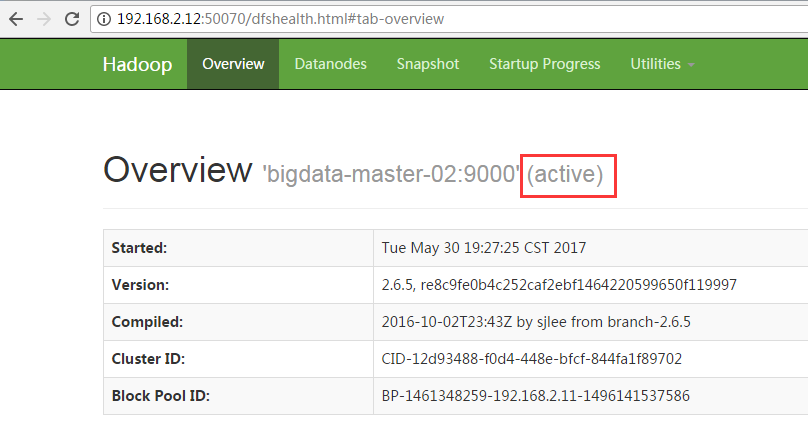 192.168.2.12:50070/dfshealth.html#tab-overview
Hadoop Overview Datanodes Snapshot Startup Progress Utilities
Overview 'bigdata-master-02:9000' (active)
Started: Tue May 30 19:27:25 CST 2017
Version: 2.6.5, re8c9fe0b4c252caf2ebf1464220599650f119997
Compiled: 2016-10-02T23:43Z by sjlee from branch-2.6.5
Cluster ID: CID-12d93488-f0d4-448e-bfcf-844fa1f89702
Block Pool ID: BP-1461348259-192.168.2.11-1496141537586